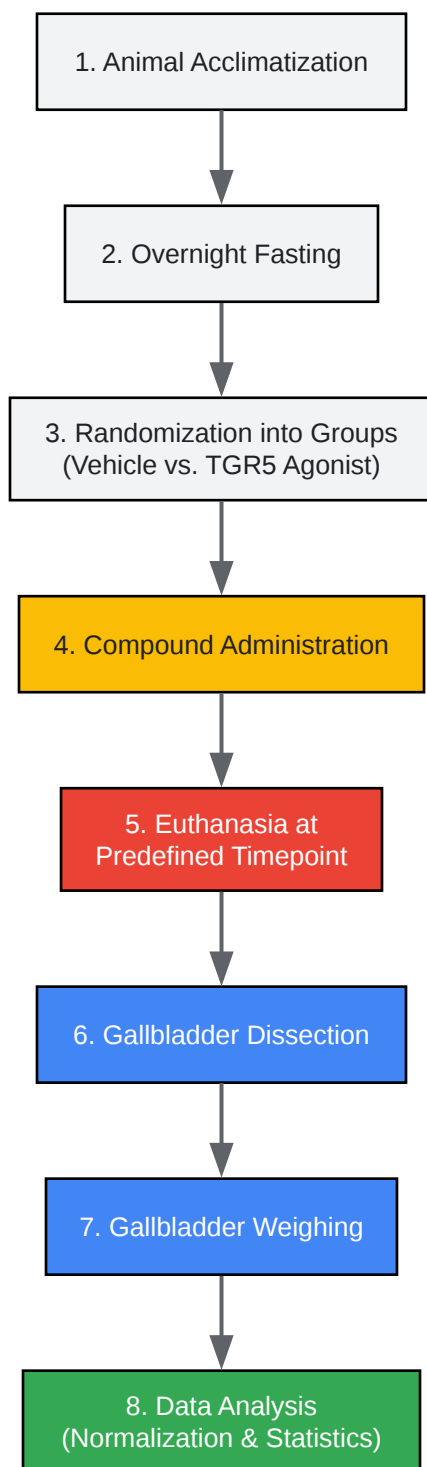 1. Animal Acclimatization
2. Overnight Fasting
3. Randomization into Groups
(Vehicle vs. TGR5 Agonist)
4. Compound Administration
5. Euthanasia at
Predefined Timepoint
6. Gallbladder Dissection
7. Gallbladder Weighing
8. Data Analysis
(Normalization & Statistics)